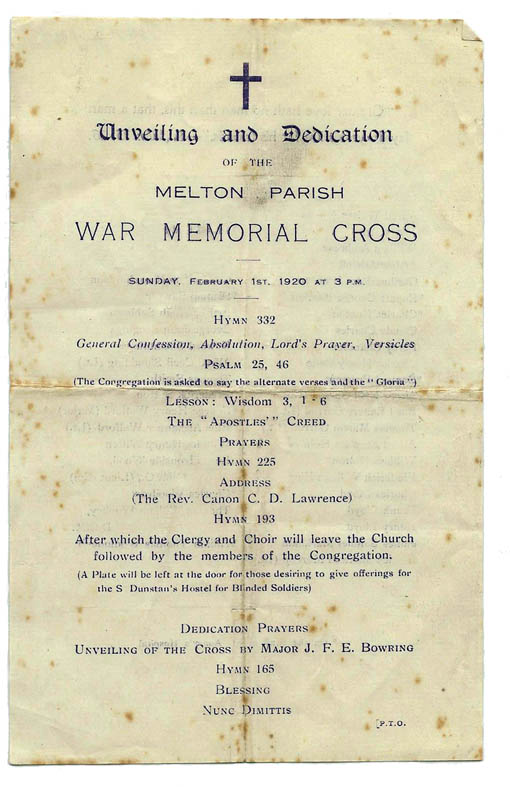 Unveiling and Dedication
OF THE
MELTON PARISH
WAR MEMORIAL CROSS
SUNDAY, FEBRUARY 1ST, 1920 AT 3 P.M.
HYMN 332
General Confession, Absolution, Lord's Prayer, Versicles
PSALM 25, 46
(The Congregation is asked to say the alternate verses and the "Gloria")
LESSON: Wisdom 3, 1-6
THE "APOSTLES'" CREED
PRAYERS
HYMN 225
ADDRESS
(The Rev. Canon C. D. Lawrence)
HYMN 193
After which the Clergy and Choir will leave the Church
followed by the members of the Congregation.
(A Plate will be left at the door for those desiring to give offerings for
the S Dunstan's Hostel for Blinded Soldiers)
DEDICATION PRAYERS
UNVEILING OF THE CROSS BY MAJOR J. F. E. BOWRING
HYMN 165
BLESSING
NUNC DIMITTIS
[P.T.O.